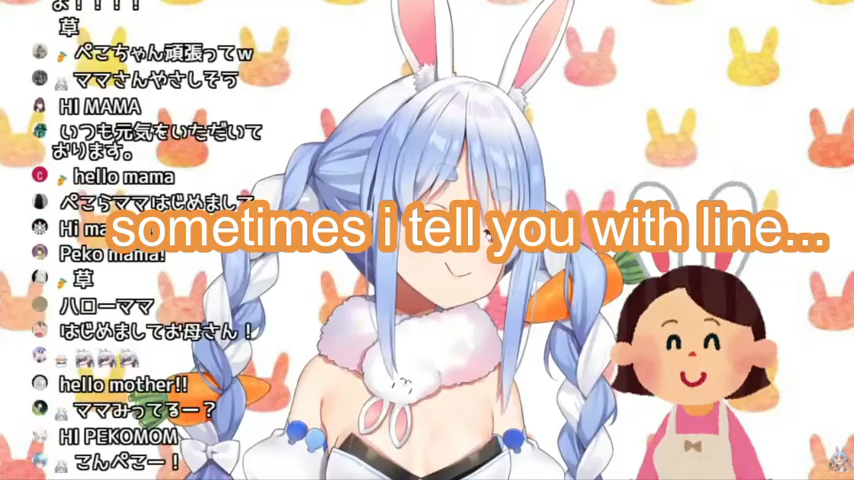 よ！！！！
草
ぺこちゃん頑張ってw
ママさんやさしそう
HI MAMA
いつも元気をいただいて
おります。
hello mama
ぺこらママはじめまして
Hi ma
sometimes i tell you with line...
Peko mama!
草
ハローママ
はじめましてお母さん！
hello mother!!
ママみってるー？
HI PEKOMOM
こんぺこー！